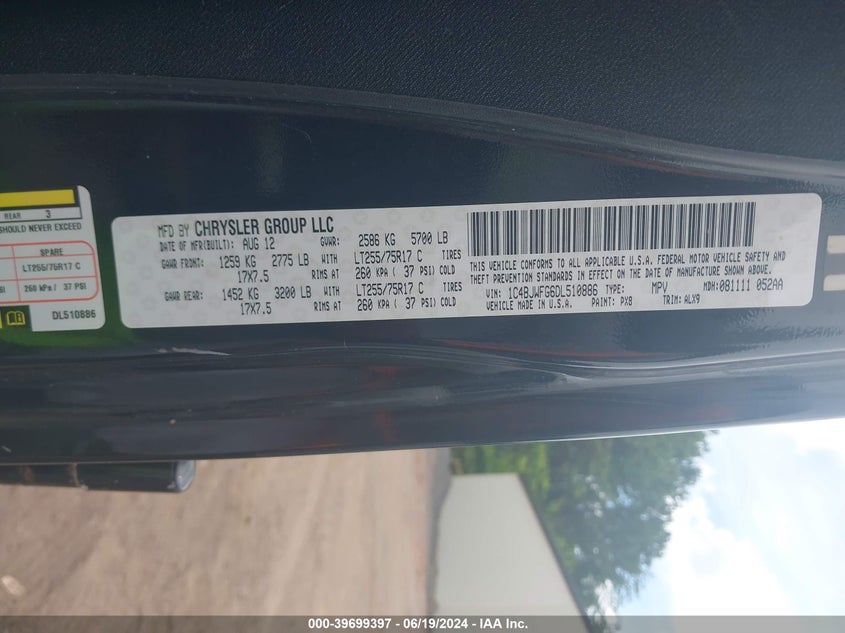 REAR 3
SHOULD NEVER EXCEED
SPARE
LT255/75R17 C
260 kPa / 37 PSI
DL510886
MFD BY CHRYSLER GROUP LLC
DATE OF MFR(BUILT): AUG 12 GVWR: 2586 KG 5700 LB
GAWR FRONT: 1259 KG 2775 LB WITH LT255/75R17 C TIRES
17X7.5 RIMS AT 260 KPA ( 37 PSI) COLD
GAWR REAR: 1452 KG 3200 LB WITH LT255/75R17 C TIRES
17X7.5 RIMS AT 260 KPA ( 37 PSI) COLD
THIS VEHICLE CONFORMS TO ALL APPLICABLE U.S.A. FEDERAL MOTOR VEHICLE SAFETY AND
THEFT PREVENTION STANDARDS IN EFFECT ON THE DATE OF MANUFACTURE SHOWN ABOVE.
VIN: 1C4BJWFG6DL510886 TYPE: MPV MDH: 081111 052AA
VEHICLE MADE IN U.S.A. PAINT: PX8 TRIM: ALX9
000-39699397 - 06/19/2024 - IAA Inc.